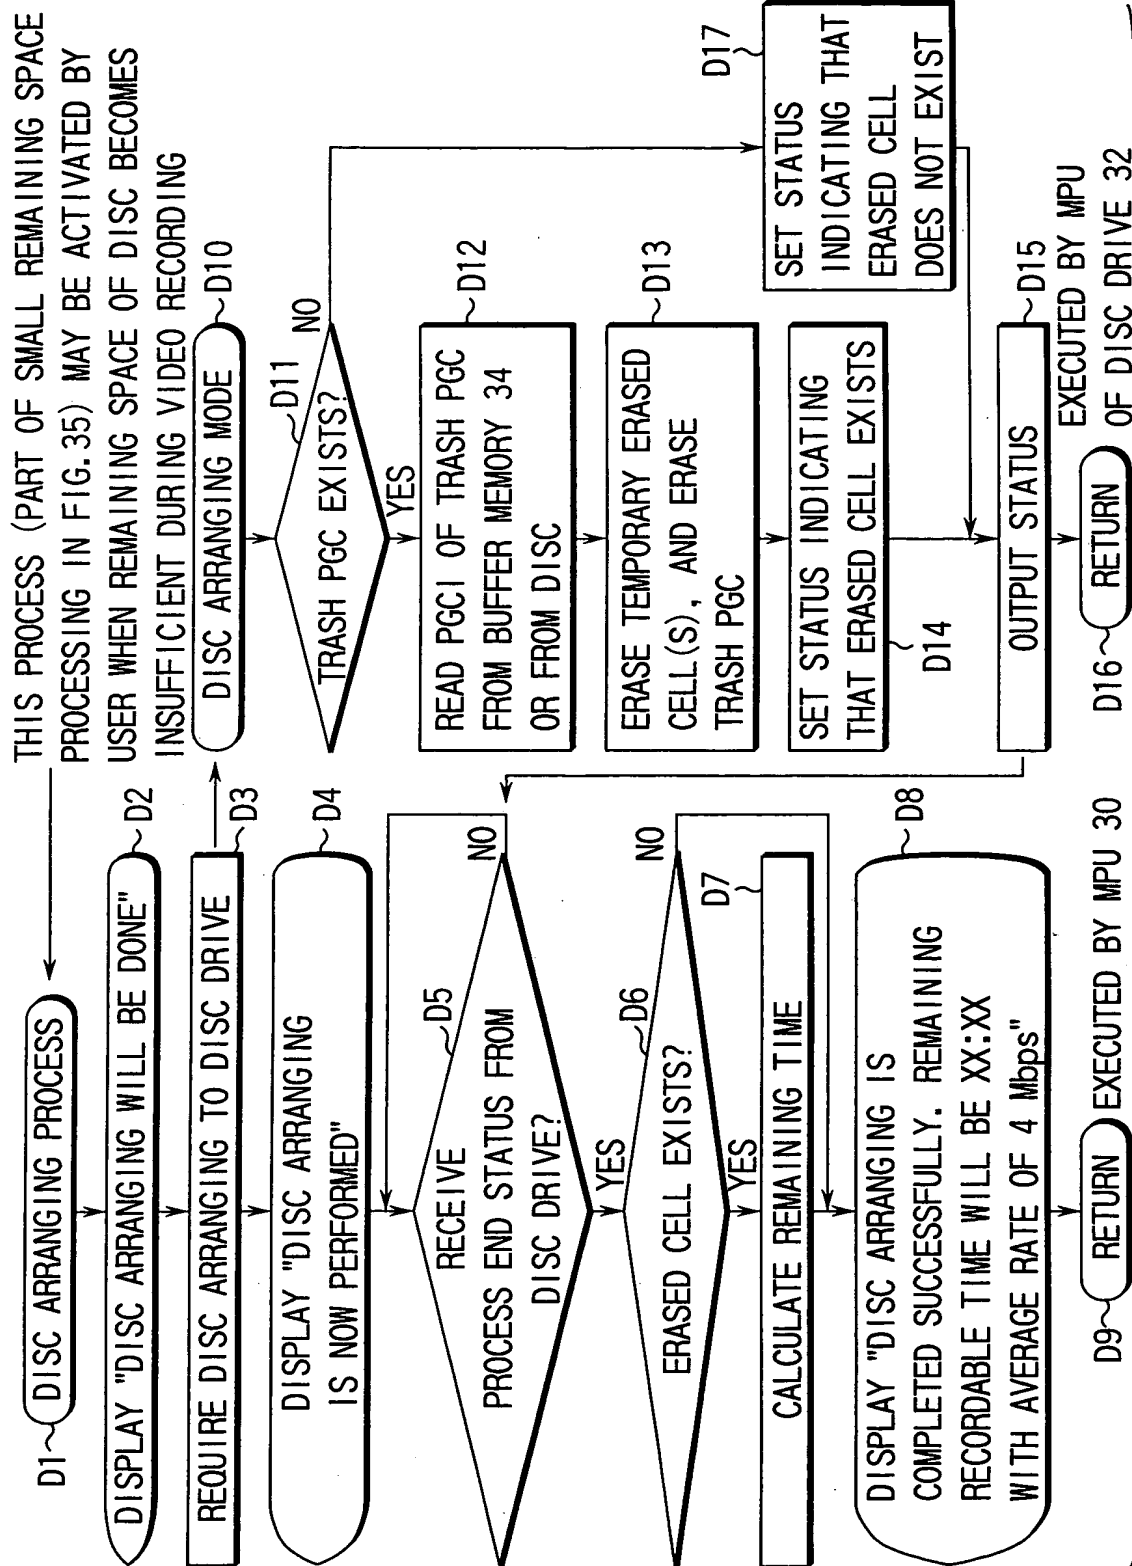 THIS PROCESS (PART OF SMALL REMAINING SPACE
PROCESSING IN FIG.35) MAY BE ACTIVATED BY
USER WHEN REMAINING SPACE OF DISC BECOMES
INSUFFICIENT DURING VIDEO RECORDING
D1
DISC ARRANGING PROCESS
DISPLAY "DISC ARRANGING WILL BE DONE"
D2
REQUIRE DISC ARRANGING TO DISC DRIVE
D3
DISPLAY "DISC ARRANGING
IS NOW PERFORMED"
D4
RECEIVE
PROCESS END STATUS FROM
DISC DRIVE?
D5
NO
YES
ERASED CELL EXISTS?
D6
NO
YES
CALCULATE REMAINING TIME
D7
DISPLAY "DISC ARRANGING IS
COMPLETED SUCCESSFULLY. REMAINING
RECORDABLE TIME WILL BE XX:XX
WITH AVERAGE RATE OF 4 Mbps"
D8
D9
RETURN
EXECUTED BY MPU 30
DISC ARRANGING MODE
D10
TRASH PGC EXISTS?
D11
NO
YES
READ PGCI OF TRASH PGC
FROM BUFFER MEMORY 34
OR FROM DISC
D12
ERASE TEMPORARY ERASED
CELL(S), AND ERASE
TRASH PGC
D13
SET STATUS INDICATING
THAT ERASED CELL EXISTS
D14
SET STATUS
INDICATING THAT
ERASED CELL
DOES NOT EXIST
D17
OUTPUT STATUS
D15
D16
RETURN
EXECUTED BY MPU
OF DISC DRIVE 32